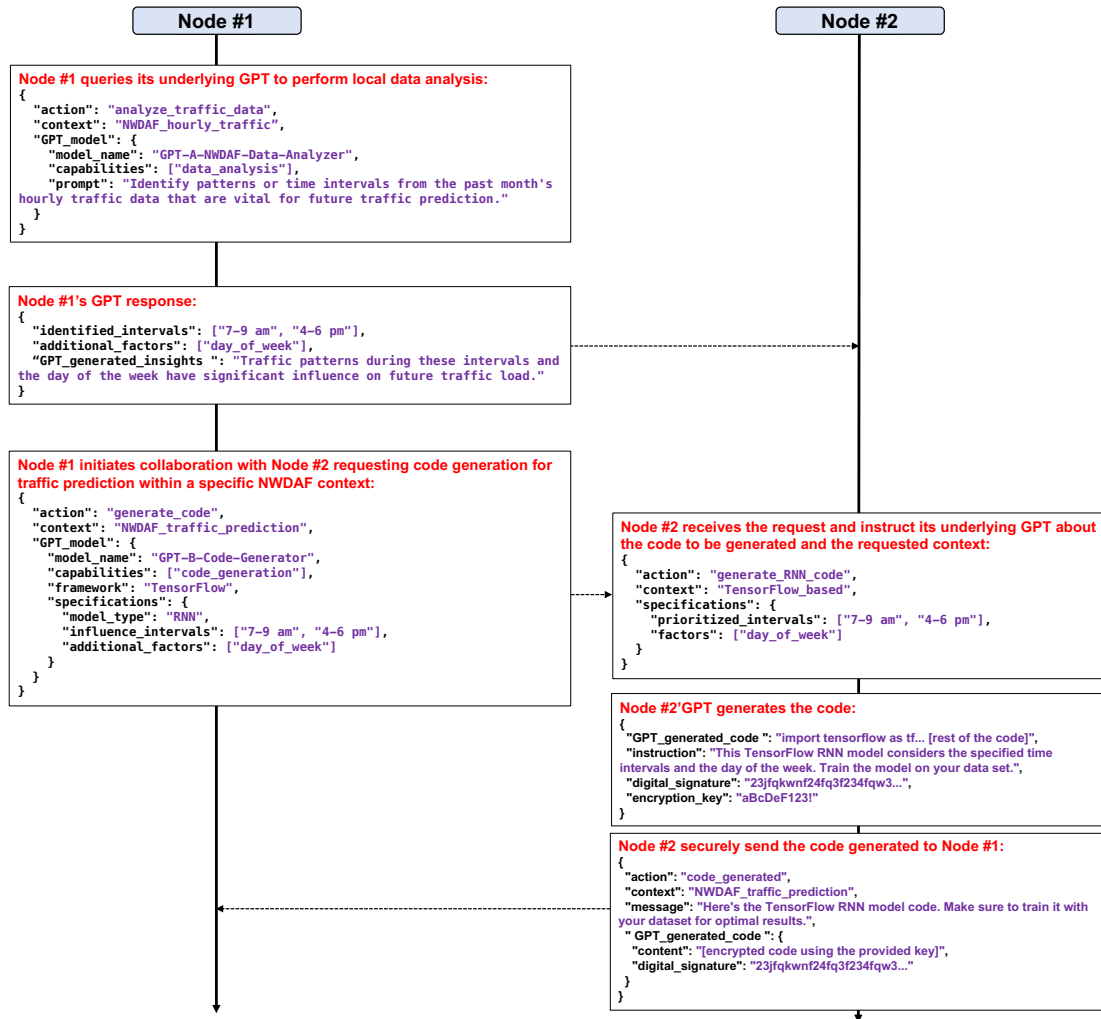 Node #1
Node #2
Node #1 queries its underlying GPT to perform local data analysis:
{
"action": "analyze_traffic_data",
"context": "NWDAF_hourly_traffic”,
"GPT_model": {
"model_name": "GPT-A-NWDAF-Data-Analyzer",
"capabilities": ["data_analysis"],
"prompt": "Identify patterns or time intervals from the past month's
hourly traffic data that are vital for future traffic prediction."
}
}
Node #1’s GPT response:
{
"identified_intervals": ["7–9 am", "4–6 pm"],
"additional_factors": ["day_of_week"],
“GPT_generated_insights ": "Traffic patterns during these intervals and
the day of the week have significant influence on future traffic load."
}
Node #1 initiates collaboration with Node #2 requesting code generation for
traffic prediction within a specific NWDAF context:
{
"action": "generate_code",
"context": "NWDAF_traffic_prediction",
"GPT_model": {
"model_name": "GPT-B-Code-Generator",
"capabilities": ["code_generation"],
"framework": "TensorFlow",
"specifications": {
"model_type": "RNN",
"influence_intervals": ["7–9 am", "4–6 pm"],
"additional_factors": ["day_of_week"]
}
}
}
Node #2 receives the request and instruct its underlying GPT about
the code to be generated and the requested context:
{
"action": "generate_RNN_code",
"context": "TensorFlow_based",
"specifications": {
"prioritized_intervals": ["7–9 am", "4–6 pm"],
"factors": ["day_of_week"]
}
}
Node #2’GPT generates the code:
{
"GPT_generated_code ": "import tensorflow as tf... [rest of the code]",
"instruction": "This TensorFlow RNN model considers the specified time
intervals and the day of the week. Train the model on your data set.",
"digital_signature": "23jfqkwnf24fq3f234fqw3...",
"encryption_key": "aBcDeF123!"
}
Node #2 securely send the code generated to Node #1:
{
"action": "code_generated",
"context": "NWDAF_traffic_prediction",
"message": "Here's the TensorFlow RNN model code. Make sure to train it with
your dataset for optimal results.",
" GPT_generated_code ": {
"content": "[encrypted code using the provided key]",
"digital_signature": "23jfqkwnf24fq3f234fqw3..."
}
}